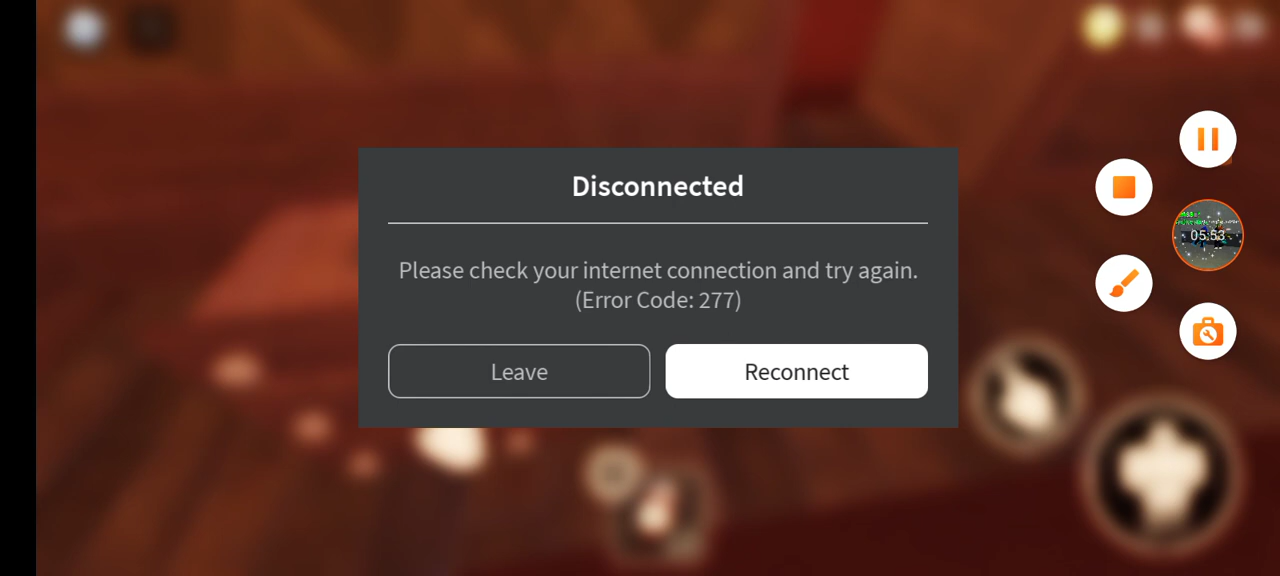 Disconnected
Please check your internet connection and try again.
(Error Code: 277)
Leave
Reconnect
05:53